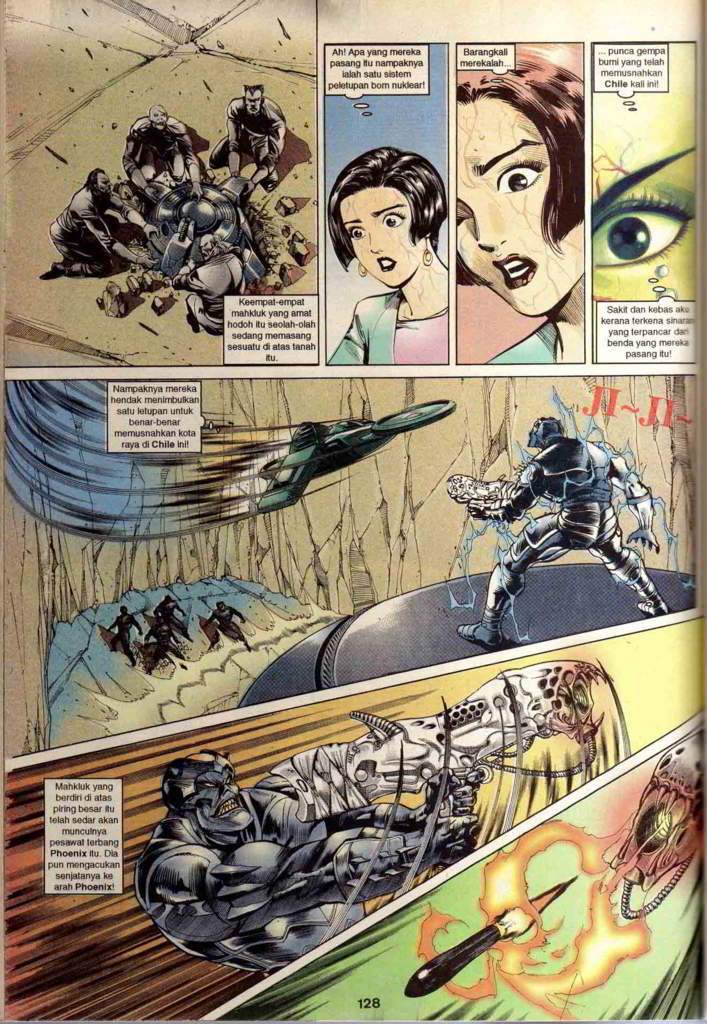 Keempat-empat
mahkluk yang amat
hodoh itu seolah-olah
sedang memasang
sesuatu di atas tanah
itu.
Ah! Apa yang mereka
pasang itu nampaknya
ialah satu sistem
peletupan bom nuklear!
Barangkali
merekalah...
... punca gempa
bumi yang telah
memusnahkan
Chile kali ini!
Sakit dan kebas aku
kerana terkena sinaran
yang terpancar dari
benda yang mereka
pasang itu!
Nampaknya mereka
hendak menimbulkan
satu letupan untuk
benar-benar
memusnahkan kota
raya di Chile ini!
JI~JI~
Mahkluk yang
berdiri di atas
piring besar itu
telah sedar akan
munculnya
pesawat terbang
Phoenix itu. Dia
pun mengacukan
senjatanya ke
arah Phoenix!
128